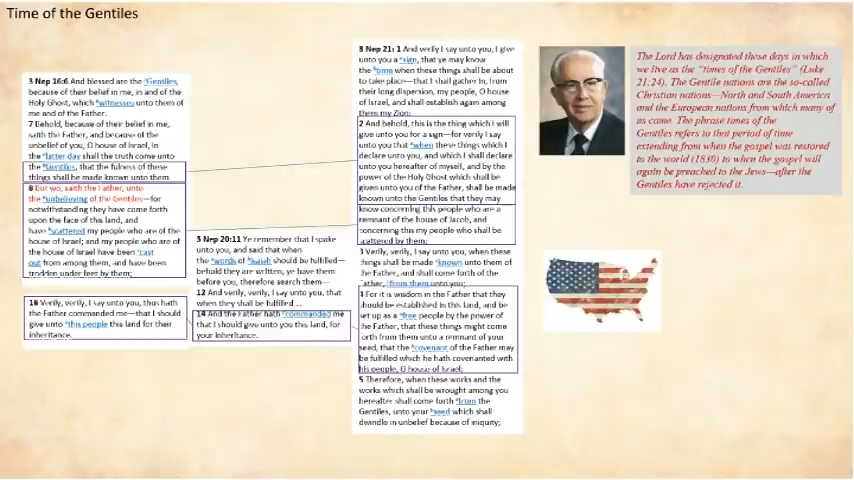 Time of the Gentiles
3 Nep 16:6 And blessed are the ᵃGentiles,
because of their belief in me, in and of the
Holy Ghost, which ᵇwitnesses unto them of
me and of the Father.
7 Behold, because of their belief in me,
saith the Father, and because of the
unbelief of you, O house of Israel, in
the ᵃlatter day shall the truth come unto
the ᵇGentiles, that the fulness of these
things shall be made known unto them.
8 But wo, saith the Father, unto
the ᵃunbelieving of the Gentiles—for
notwithstanding they have come forth
upon the face of this land, and
have ᵇscattered my people who are of the
house of Israel; and my people who are of
the house of Israel have been ᶜcast
out from among them, and have been
trodden under feet by them;
16 Verily, verily, I say unto you, thus hath
the Father commanded me—that I should
give unto ᵃthis people this land for their
inheritance.
3 Nep 20:11 Ye remember that I spake
unto you, and said that when
the ᵃwords of ᵇIsaiah should be fulfilled—
behold they are written, ye have them
before you, therefore search them—
12 And verily, verily, I say unto you, that
when they shall be fulfilled ...
14 And the Father hath ᵃcommanded me
that I should give unto you this land, for
your inheritance.
3 Nep 21: 1 And verily I say unto you, I give
unto you a ᵃsign, that ye may know
the ᵇtime when these things shall be about
to take place—that I shall gather in, from
their long dispersion, my people, O house
of Israel, and shall establish again among
them my Zion;
2 And behold, this is the thing which I will
give unto you for a sign—for verily I say
unto you that ᵃwhen these things which I
declare unto you, and which I shall declare
unto you hereafter of myself, and by the
power of the Holy Ghost which shall be
given unto you of the Father, shall be made
known unto the Gentiles that they may
know concerning this people who are a
remnant of the house of Jacob, and
concerning this my people who shall be
scattered by them;
3 Verily, verily, I say unto you, when these
things shall be ᵃknown unto them of
the Father, and shall come forth of the
Father, ᵇfrom them unto you;
4 For it is wisdom in the Father that they
should be established in this land, and be
set up as a ᵃfree people by the power of
the Father, that these things might come
forth from them unto a remnant of your
seed, that the ᵇcovenant of the Father may
be fulfilled which he hath covenanted with
his people, O house of Israel;
5 Therefore, when these works and the
works which shall be wrought among you
hereafter shall come forth ᵃfrom the
Gentiles, unto your ᵇseed which shall
dwindle in unbelief because of iniquity;
The Lord has designated those days in which
we live as the "times of the Gentiles" (Luke
21:24). The Gentile nations are the so-called
Christian nations—North and South America
and the European nations from which many of
us came. The phrase times of the
Gentiles refers to that period of time
extending from when the gospel was restored
to the world (1830) to when the gospel will
again be preached to the Jews—after the
Gentiles have rejected it.